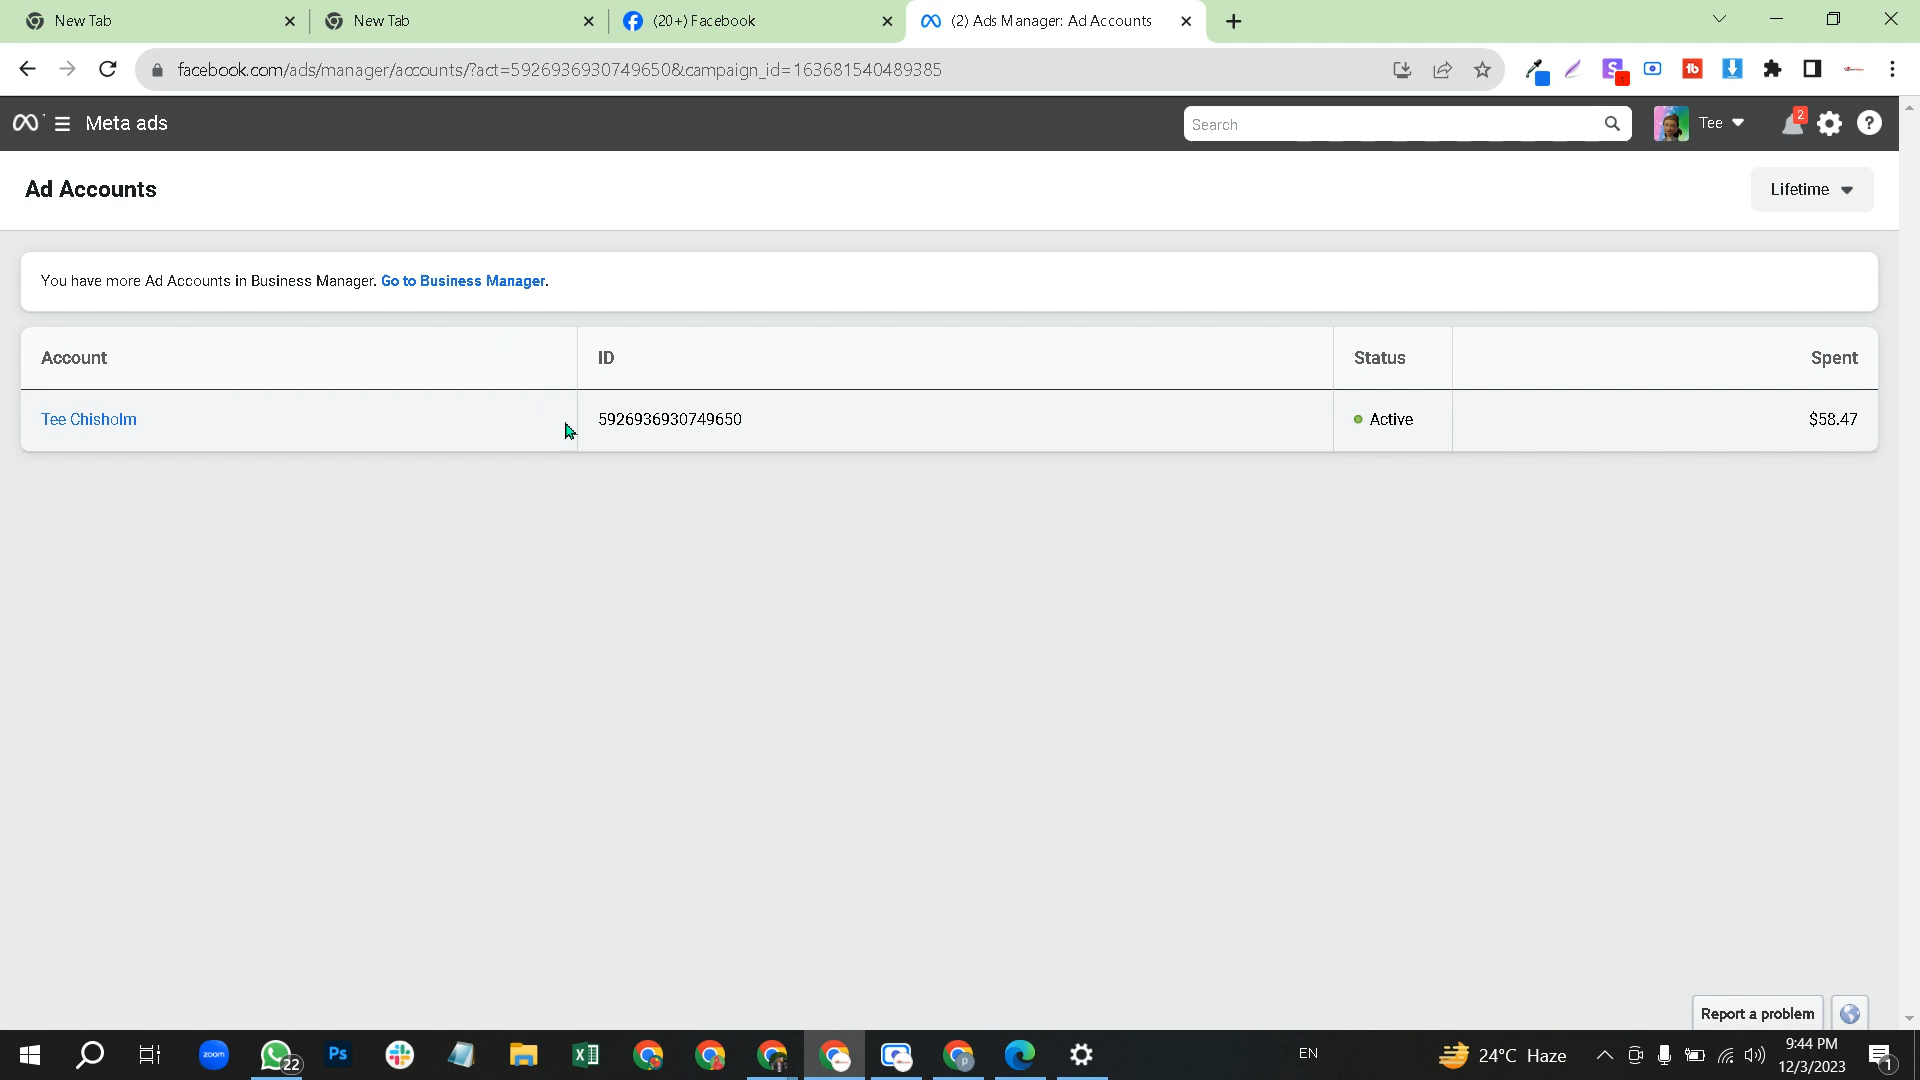 New Tab
New Tab
(20+) Facebook
(2) Ads Manager: Ad Accounts
facebook.com/ads/manager/accounts/?act=5926936930749650&campaign_id=163681540489385
Meta ads
Search
Tee
2
Ad Accounts
Lifetime
You have more Ad Accounts in Business Manager. Go to Business Manager.
Account ID Status Spent
Tee Chisholm 5926936930749650 Active $58.47
Report a problem
zoom
22
Ps
EN
24°C Haze
9:44 PM
12/3/2023
1